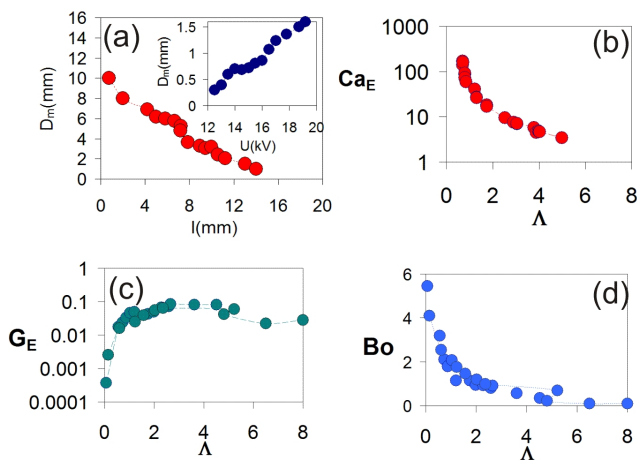 (a)
16
14
12
10
8
6
4
2
0
Dm(mm)
0 4 8 12 16 20
l(mm)
Dm(mm)
1.5
1
0.5
0
12 14 16 18 20
U(kV)
(b)
CaE
1000
100
10
1
0 2 4 6 8
Λ
(c)
GE
1
0.1
0.01
0.001
0.0001
0 2 4 6 8
Λ
(d)
Bo
6
4
2
0
0 2 4 6 8
Λ